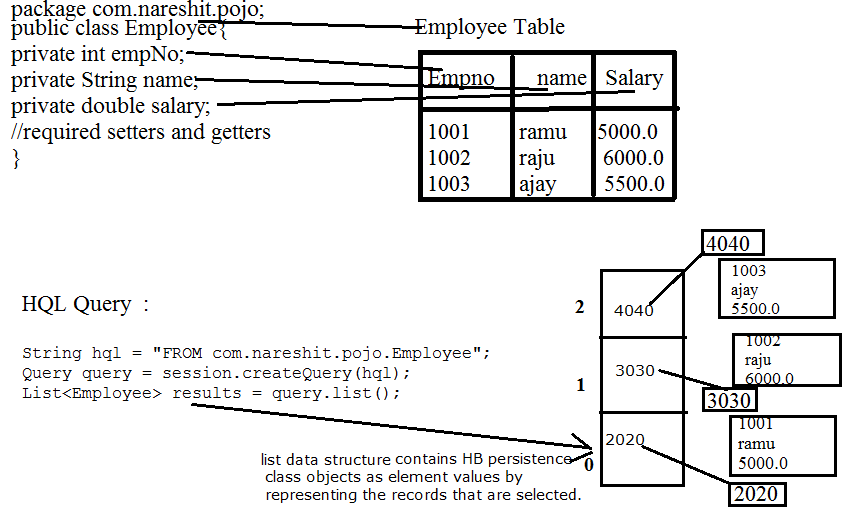 package com.nareshit.pojo;
public class Employee{
private int empNo;
private String name;
private double salary;
//required setters and getters
}
Employee Table
Empno name Salary
1001 ramu 5000.0
1002 raju 6000.0
1003 ajay 5500.0
HQL Query :
String hql = "FROM com.nareshit.pojo.Employee";
Query query = session.createQuery(hql);
List<Employee> results = query.list();
list data structure contains HB persistence
class objects as element values by
representing the records that are selected.
2
4040
1
3030
0
2020
4040
1003
ajay
5500.0
1002
raju
6000.0
3030
1001
ramu
5000.0
2020